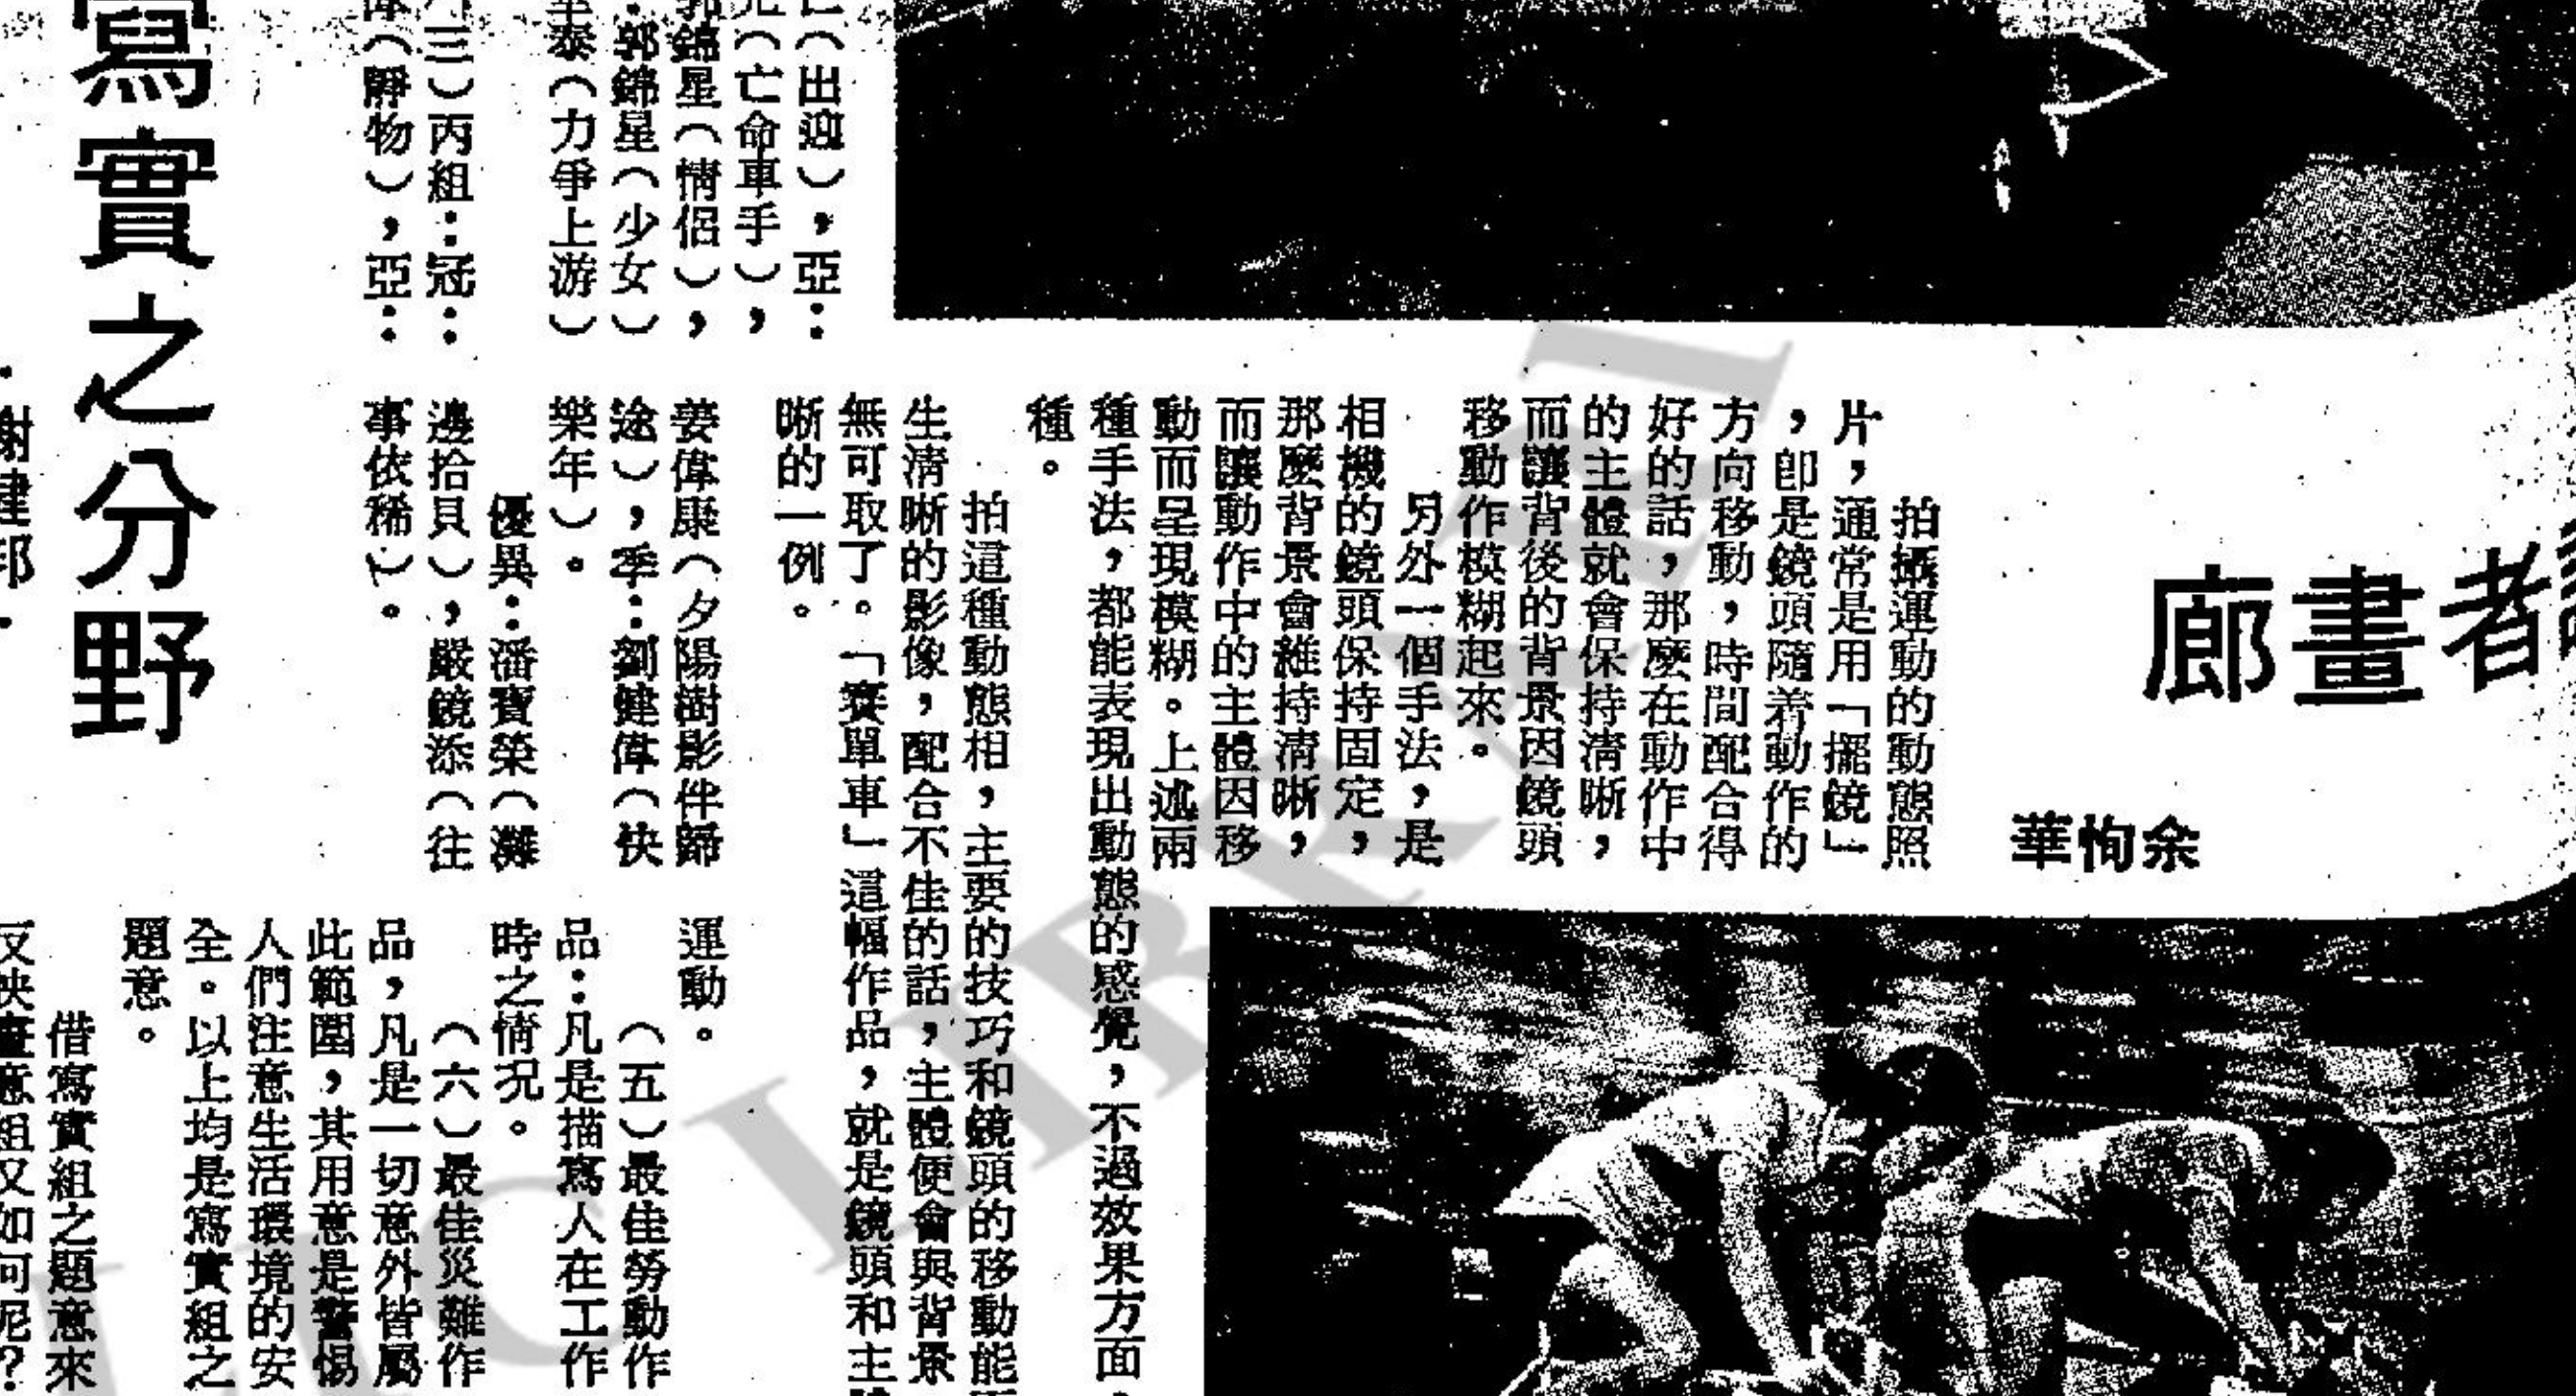 者畫廊
余恂華
拍攝運動的動態照
片，通常是用「擺鏡」
，卽是鏡頭隨着動作的
方向移動，時間配合得
好的話，那麽在動作中
的主體就會保持清晰，
而讓背後的背景因鏡頭
移動作模糊起來。
另外一個手法，是
相機的鏡頭保持固定，
那麽背景會維持清晰，
而讓動作中的主體因移
動而呈現模糊。上述兩
種手法，都能表現出動態的感覺，不過效果方面
種。
拍這種動態相，主要的技巧和鏡頭的移動能
生清晰的影像，配合不佳的話，主體便會與背景
無可取了。「賽單車」這幅作品，就是鏡頭和主
晰的一例。
（出迎），亞：
（亡命車手），
郭錦星（情侶），
：郭錦星（少女）
泰（力爭上游）
三）丙組：冠：
（靜物），亞：
姜偉康（夕陽樹影伴歸
途），季：劉健偉（快
樂年）。
優異：潘寶榮（灘
邊拾貝），嚴鏡添（往
事依稀）。
寫實之分野
·謝建邦·
運動。
（五）最佳勞動作
品：凡是描寫人在工作
時之情况。
（六）最佳災難作
品，凡是一切意外皆屬
此範圍，其用意是警惕
人們注意生活環境的安
全。以上均是寫實組之
題意。
借寫實組之題意來
反映畫意組又如何呢？
LIBRARY